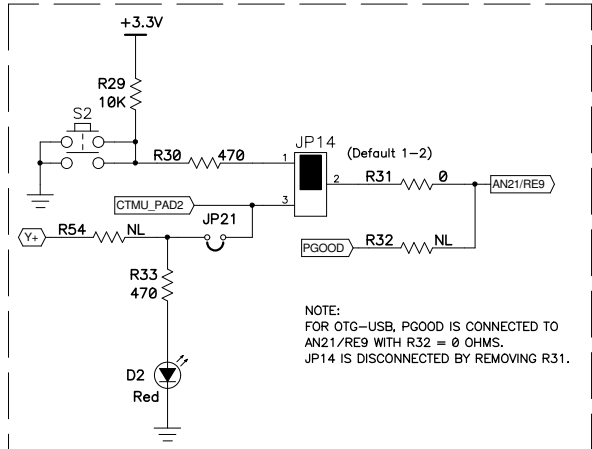 +3.3V
R29
10K
S2
JP14
(Default 1-2)
R30 470
1
2
3
R31 0
AN21/RE9
CTMU_PAD2
JP21
PGOOD
R32 NL
Y+
R54 NL
R33
470
NOTE:
FOR OTG-USB, PGOOD IS CONNECTED TO
AN21/RE9 WITH R32 = 0 OHMS.
JP14 IS DISCONNECTED BY REMOVING R31.
D2
Red